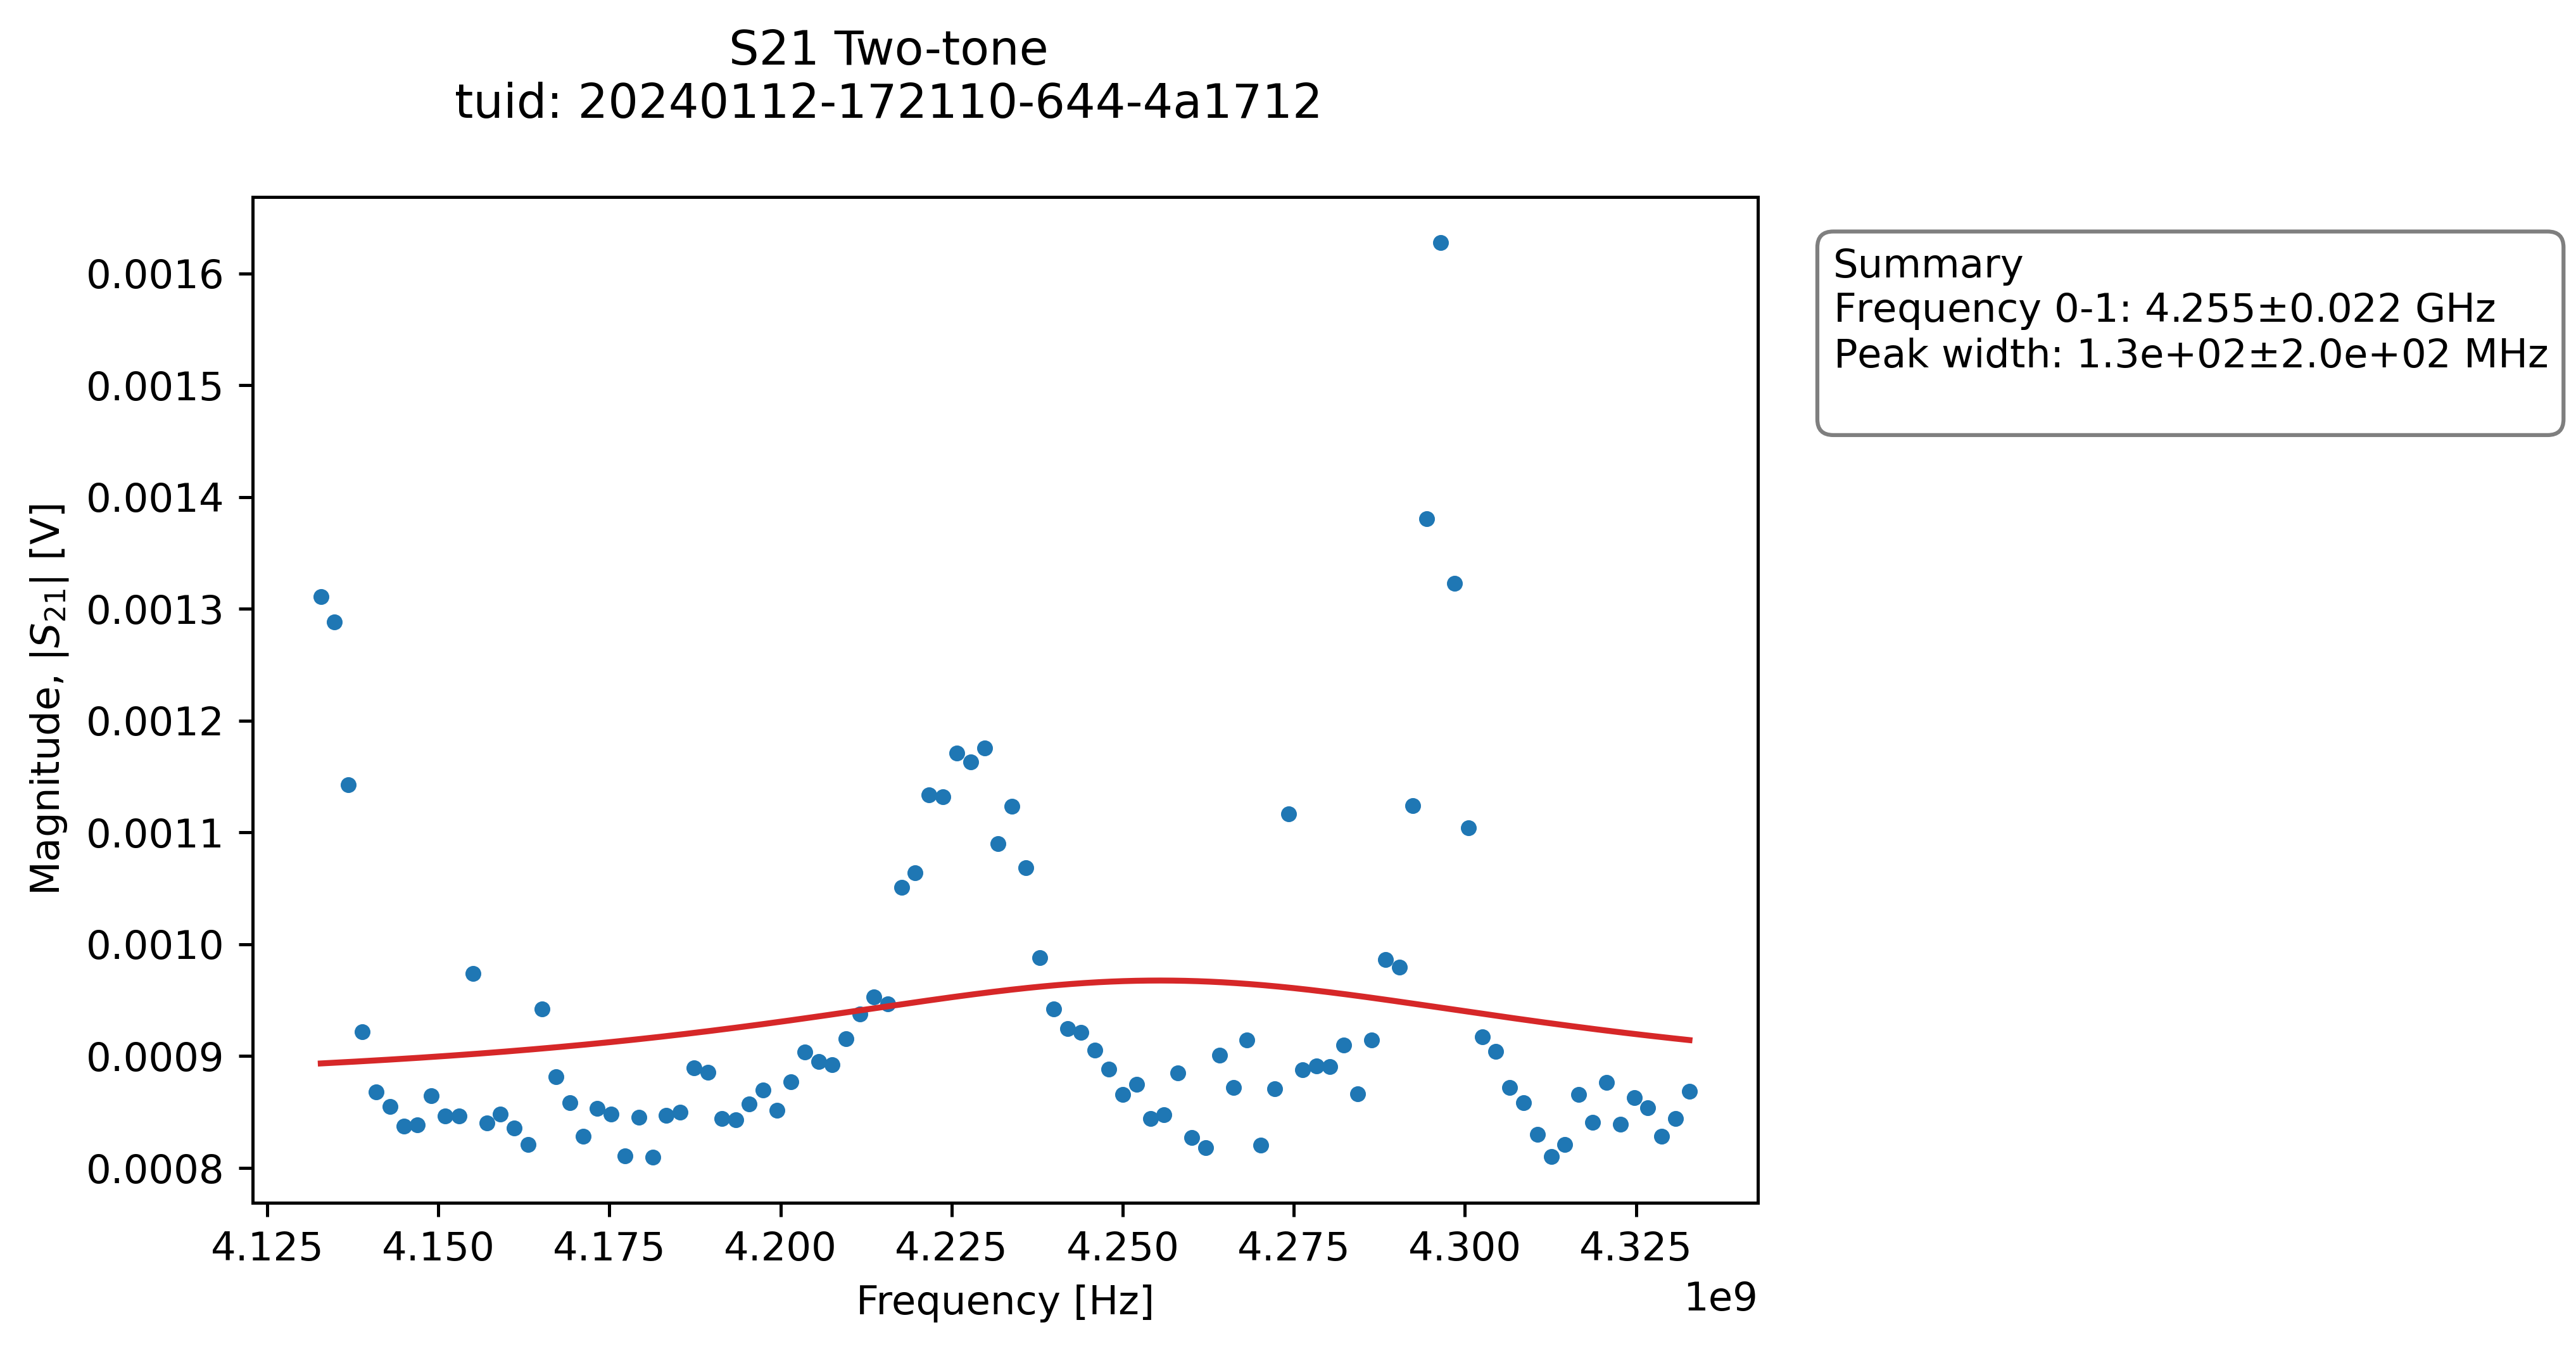 S21 Two-tone
tuid: 20240112-172110-644-4a1712
Summary
Frequency 0-1: 4.255±0.022 GHz
Peak width: 1.3e+02±2.0e+02 MHz
Magnitude, |S21| [V]
0.0016
0.0015
0.0014
0.0013
0.0012
0.0011
0.0010
0.0009
0.0008
4.125 4.150 4.175 4.200 4.225 4.250 4.275 4.300 4.325
1e9
Frequency [Hz]